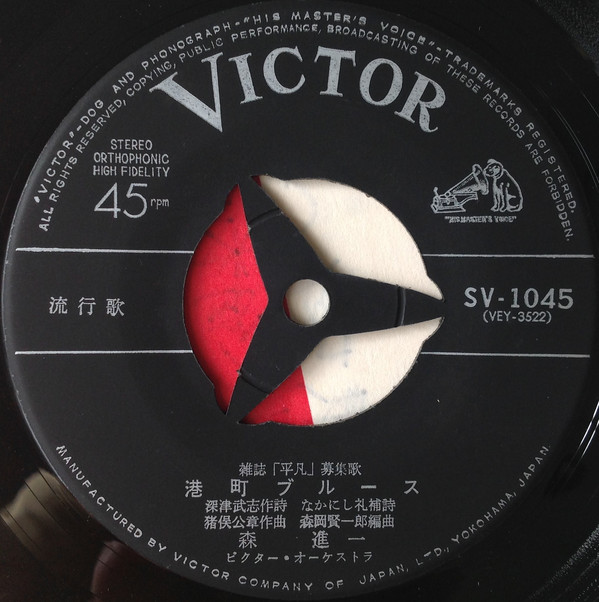 "VICTOR"-DOG AND PHONOGRAPH-"HIS MASTER'S VOICE"-TRADEMARKS REGISTERED.
ALL RIGHTS RESERVED, COPYING, PUBLIC PERFORMANCE, BROADCASTING OF THESE RECORDS ARE FORBIDDEN.
VICTOR
STEREO
ORTHOPHONIC
HIGH FIDELITY
45rpm
"HIS MASTER'S VOICE"
流行歌
SV-1045
(VEY-3522)
雑誌「平凡」募集歌
港町ブルース
深津武志作詩 なかにし礼補詩
猪俣公章作曲 森岡賢一郎編曲
森 進一
ビクター・オーケストラ
MANUFACTURED BY VICTOR COMPANY OF JAPAN, LTD., YOKOHAMA, JAPAN.